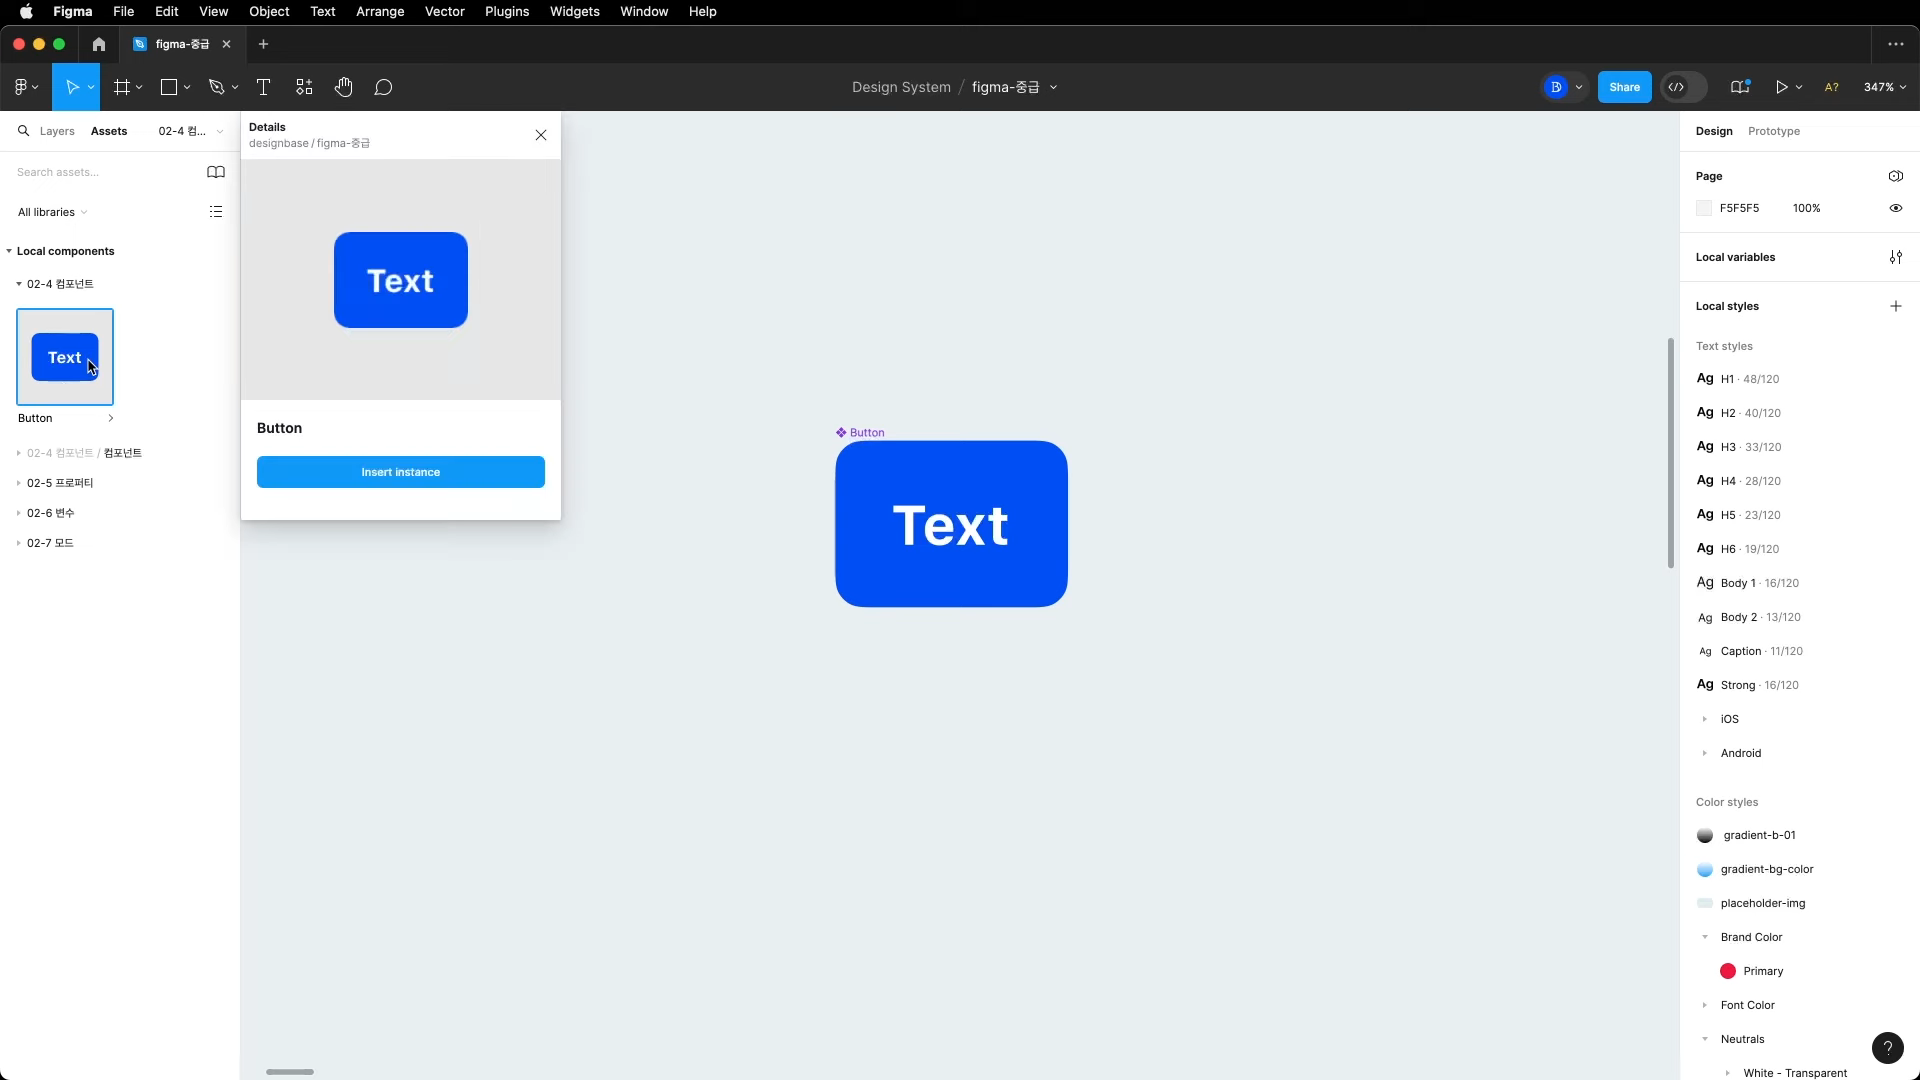 Figma File Edit View Object Text Arrange Vector Plugins Widgets Window Help
figma-중급
Design System / figma-중급
B
Share
A?
347%
Layers Assets 02-4 컴...
Search assets...
All libraries
Local components
02-4 컴포넌트
Text
Button
02-4 컴포넌트 / 컴포넌트
02-5 프로퍼티
02-6 변수
02-7 모드
Details
designbase / figma-중급
Text
Button
Insert instance
Button
Text
Design Prototype
Page
F5F5F5 100%
Local variables
Local styles
Text styles
Ag H1 · 48/120
Ag H2 · 40/120
Ag H3 · 33/120
Ag H4 · 28/120
Ag H5 · 23/120
Ag H6 · 19/120
Ag Body 1 · 16/120
Ag Body 2 · 13/120
Ag Caption · 11/120
Ag Strong · 16/120
iOS
Android
Color styles
gradient-b-01
gradient-bg-color
placeholder-img
Brand Color
Primary
Font Color
Neutrals
White - Transparent
?